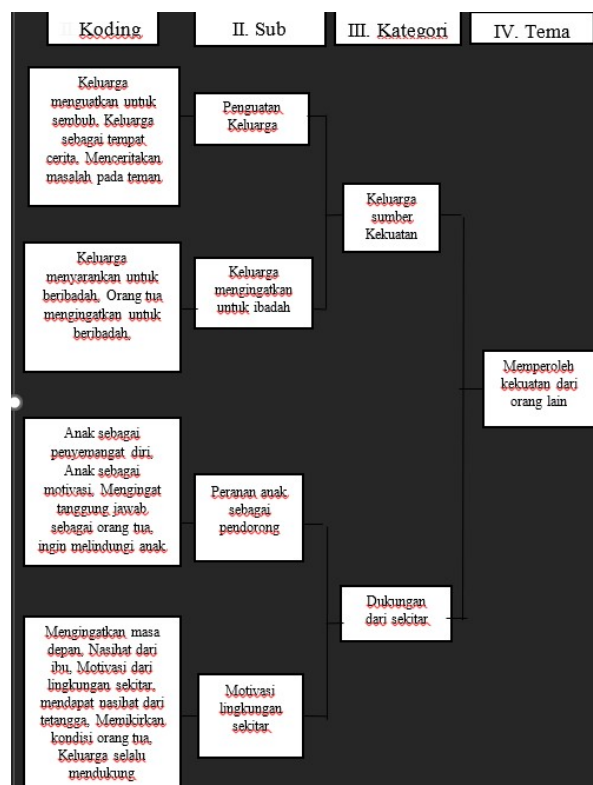 Koding
II. Sub
III. Kategori
IV. Tema
Keluarga
menguatkan untuk
sembuh, Keluarga
sebagai tempat
cerita, Menceritakan
masalah pada teman
Penguatan
Keluarga
Keluarga
sumber
Kekuatan
Keluarga
menyarankan untuk
beribadah, Orang tua
mengingatkan untuk
beribadah,
Keluarga
mengingatkan
untuk ibadah
Memperoleh
kekuatan dari
orang lain
Anak sebagai
penyemangat diri,
Anak sebagai
motivasi, Mengingat
tanggung jawab
sebagai orang tua,
ingin melindungi anak
Peranan anak
sebagai
pendorong
Dukungan
dari sekitar
Mengingatkan masa
depan, Nasihat dari
ibu, Motivasi dari
lingkungan sekitar,
mendapat nasihat dari
tetangga, Memikirkan
kondisi orang tua,
Keluarga selalu
mendukung
Motivasi
lingkungan
sekitar